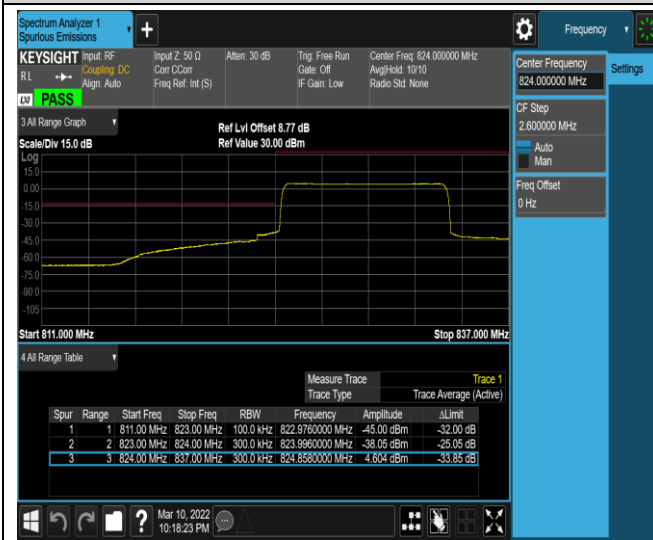 Spectrum Analyzer 1
Spurious Emissions
Frequency
KEYSIGHT Input: RF Input Z: 50 Ω Atten: 30 dB Trig: Free Run Center Freq: 824.000000 MHz
R L Coupling: DC Corr CCorr Gate: Off Avg|Hold: 10/10
Align: Auto Freq Ref: Int (S) IF Gain: Low Radio Std: None
LXI PASS
Center Frequency
824.000000 MHz
Settings
CF Step
2.600000 MHz
Auto
Man
Freq Offset
0 Hz
3 All Range Graph
Ref Lvl Offset 8.77 dB
Scale/Div 15.0 dB Ref Value 30.00 dBm
Log
15.0
0.00
-15.0
-30.0
-45.0
-60.0
-75.0
-90.0
-105
Start 811.000 MHz Stop 837.000 MHz
4 All Range Table
Measure Trace Trace 1
Trace Type Trace Average (Active)
Spur Range Start Freq Stop Freq RBW Frequency Amplitude ΔLimit
1 1 811.00 MHz 823.00 MHz 100.0 kHz 822.9760000 MHz -45.00 dBm -32.00 dB
2 2 823.00 MHz 824.00 MHz 300.0 kHz 823.9960000 MHz -38.05 dBm -25.05 dB
3 3 824.00 MHz 837.00 MHz 300.0 kHz 824.8580000 MHz 4.604 dBm -33.85 dB
Mar 10, 2022
10:18:23 PM